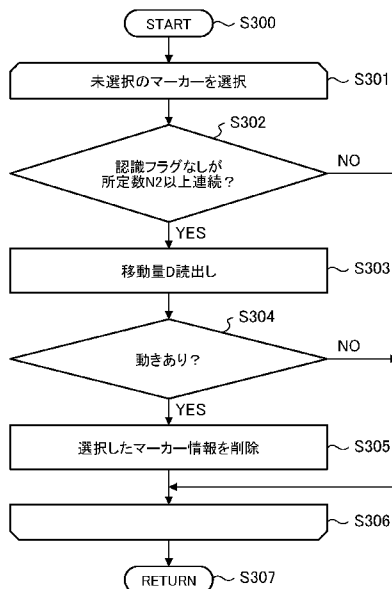 START
S300
未選択のマーカーを選択
S301
S302
認識フラグなしが
所定数N2以上連続？
NO
YES
移動量D読出し
S303
S304
動きあり？
NO
YES
選択したマーカー情報を削除
S305
S306
RETURN
S307